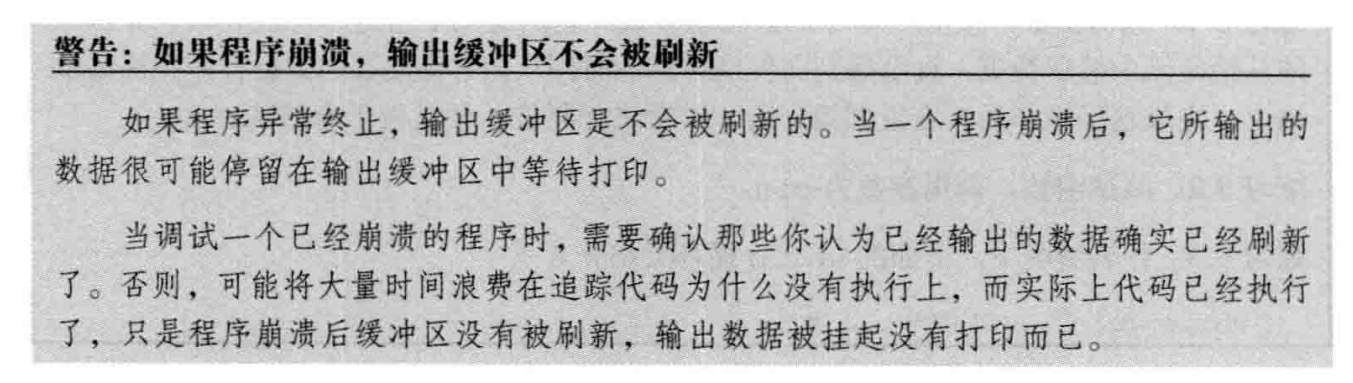 警告：如果程序崩溃，输出缓冲区不会被刷新
如果程序异常终止，输出缓冲区是不会被刷新的。当一个程序崩溃后，它所输出的
数据很可能停留在输出缓冲区中等待打印。
当调试一个已经崩溃的程序时，需要确认那些你认为已经输出的数据确实已经刷新
了。否则，可能将大量时间浪费在追踪代码为什么没有执行上，而实际上代码已经执行
了，只是程序崩溃后缓冲区没有被刷新，输出数据被挂起没有打印而已。